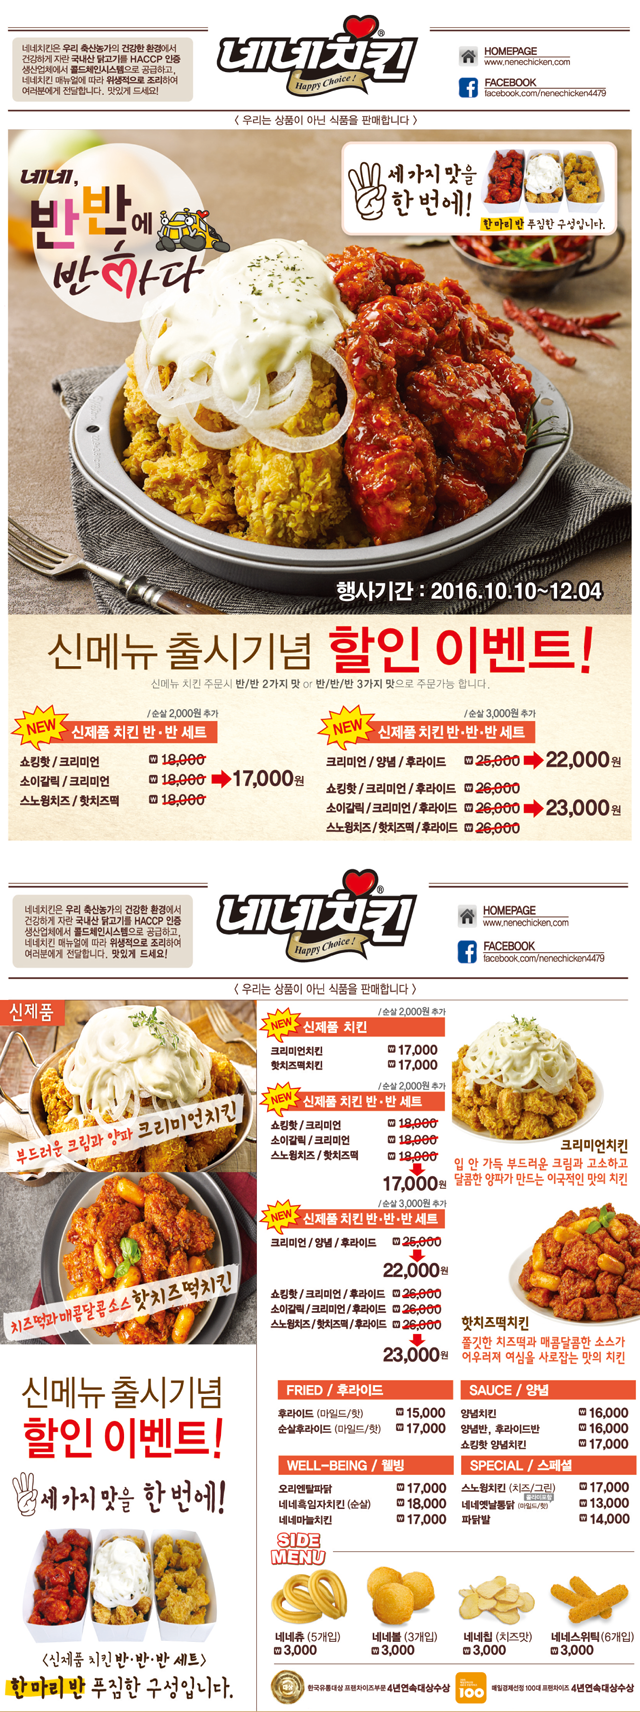 네네치킨은 우리 축산농가의 건강한 환경에서
건강하게 자란 국내산 닭고기를 HACCP 인증
생산업체에서 콜드체인시스템으로 공급하고,
네네치킨 매뉴얼에 따라 위생적으로 조리하여
여러분에게 전달합니다. 맛있게 드세요!
네네치킨®
Happy Choice!
HOMEPAGE
www.nenechicken.com
FACEBOOK
facebook.com/nenechicken4479
< 우리는 상품이 아닌 식품을 판매합니다 >
네네,
반반에
반하다
세가지 맛을
한 번에!
한마리 반 푸짐한 구성입니다.
행사기간 : 2016.10.10~12.04
신메뉴 출시기념 할인 이벤트!
신메뉴 치킨 주문시 반/반 2가지 맛 or 반/반/반 3가지 맛으로 주문가능 합니다.
/ 순살 2,000원 추가
NEW 신제품 치킨 반·반 세트
쇼킹핫 / 크리미언 ₩ 18,000
소이갈릭 / 크리미언 ₩ 18,000 17,000원
스노윙치즈 / 핫치즈떡 ₩ 18,000
/ 순살 3,000원 추가
NEW 신제품 치킨 반·반·반 세트
크리미언 / 양념 / 후라이드 ₩ 25,000 22,000원
쇼킹핫 / 크리미언 / 후라이드 ₩ 26,000
소이갈릭 / 크리미언 / 후라이드 ₩ 26,000 23,000원
스노윙치즈 / 핫치즈떡 / 후라이드 ₩ 26,000
네네치킨은 우리 축산농가의 건강한 환경에서
건강하게 자란 국내산 닭고기를 HACCP 인증
생산업체에서 콜드체인시스템으로 공급하고,
네네치킨 매뉴얼에 따라 위생적으로 조리하여
여러분에게 전달합니다. 맛있게 드세요!
네네치킨®
Happy Choice!
HOMEPAGE
www.nenechicken.com
FACEBOOK
facebook.com/nenechicken4479
< 우리는 상품이 아닌 식품을 판매합니다 >
신제품
부드러운 크림과 양파 크리미언치킨
치즈떡과 매콤달콤소스 핫치즈떡치킨
신메뉴 출시기념
할인 이벤트!
세가지 맛을 한 번에!
<신제품 치킨 반·반·반 세트>
한마리 반 푸짐한 구성입니다.
/ 순살 2,000원 추가
NEW 신제품 치킨
크리미언치킨 ₩ 17,000
핫치즈떡치킨 ₩ 17,000
/ 순살 2,000원 추가
NEW 신제품 치킨 반·반 세트
쇼킹핫 / 크리미언 ₩ 18,000
소이갈릭 / 크리미언 ₩ 18,000
스노윙치즈 / 핫치즈떡 ₩ 18,000
17,000원
/ 순살 3,000원 추가
NEW 신제품 치킨 반·반·반 세트
크리미언 / 양념 / 후라이드 ₩ 25,000
22,000원
쇼킹핫 / 크리미언 / 후라이드 ₩ 26,000
소이갈릭 / 크리미언 / 후라이드 ₩ 26,000
스노윙치즈 / 핫치즈떡 / 후라이드 ₩ 26,000
23,000원
크리미언치킨
입 안 가득 부드러운 크림과 고소하고
달콤한 양파가 만드는 이국적인 맛의 치킨
핫치즈떡치킨
쫄깃한 치즈떡과 매콤달콤한 소스가
어우러져 여심을 사로잡는 맛의 치킨
FRIED / 후라이드
후라이드 (마일드/핫) ₩ 15,000
순살후라이드 (마일드/핫) ₩ 17,000
SAUCE / 양념
양념치킨 ₩ 16,000
양념반, 후라이드반 ₩ 16,000
쇼킹핫 양념치킨 ₩ 17,000
WELL-BEING / 웰빙
오리엔탈파닭 ₩ 17,000
네네흑임자치킨 (순살) ₩ 18,000
네네마늘치킨 ₩ 17,000
SPECIAL / 스페셜
스노윙치킨 (치즈/그린) ₩ 17,000
네네옛날통닭 (마일드/핫) ₩ 13,000
파닭발 ₩ 14,000
SIDE
MENU
네네츄 (5개입)
₩ 3,000
네네볼 (3개입)
₩ 3,000
네네칩 (치즈맛)
₩ 3,000
네네스위틱(6개입)
₩ 3,000
한국유통대상 프랜차이즈부문 4년연속대상수상
100
매일경제선정 100대 프랜차이즈 4년연속대상수상